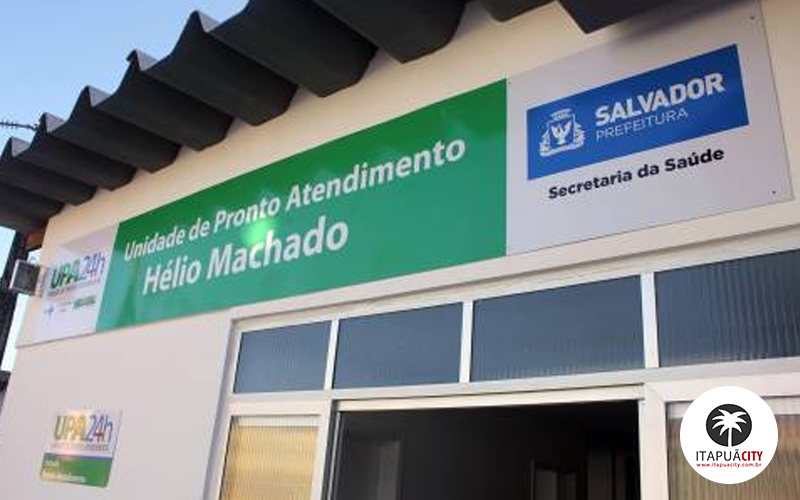 UPA24h
Unidade de Pronto Atendimento
Hélio Machado
SALVADOR
PREFEITURA
Secretaria da Saúde
UPA24h
ITAPUÃCITY
www.itapuacity.com.br